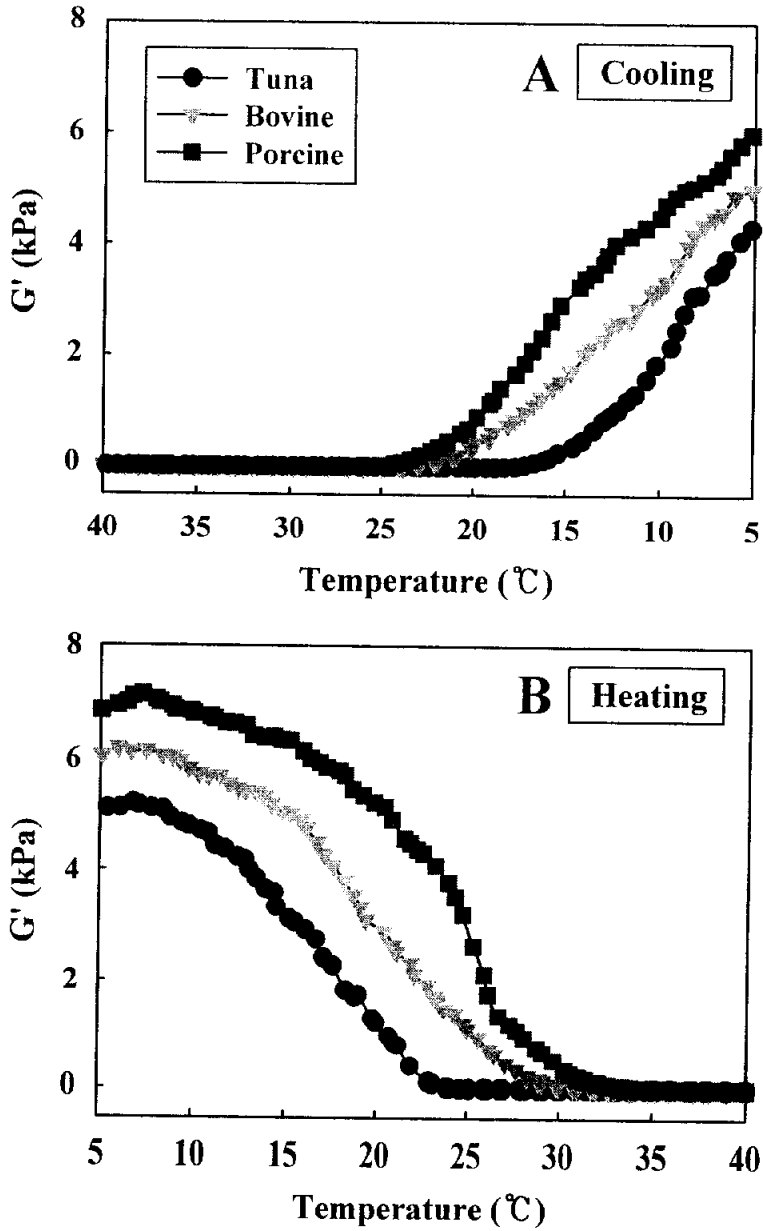 8
6
4
2
0
G' (kPa)
Tuna
Bovine
Porcine
A
Cooling
40 35 30 25 20 15 10 5
Temperature (℃)
8
6
4
2
0
G' (kPa)
B
Heating
5 10 15 20 25 30 35 40
Temperature (℃)